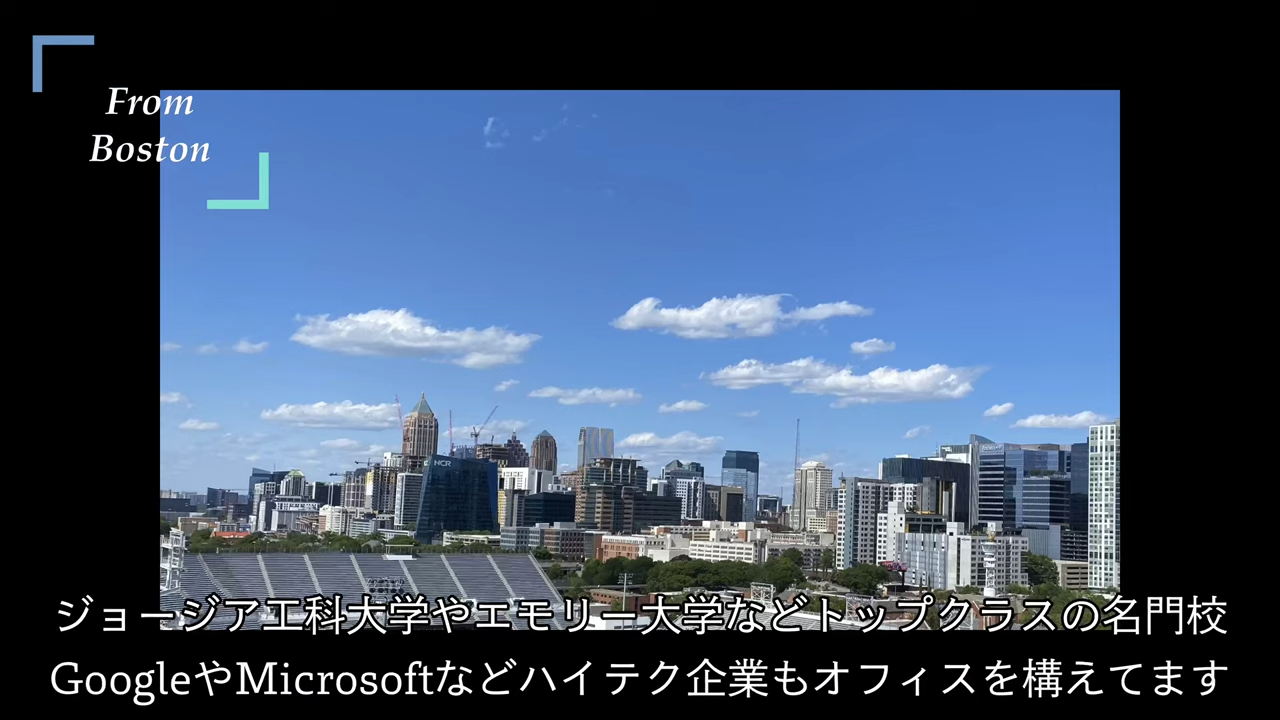 From
Boston
NCR
ジョージア工科大学やエモリー大学などトップクラスの名門校
GoogleやMicrosoftなどハイテク企業もオフィスを構えてます